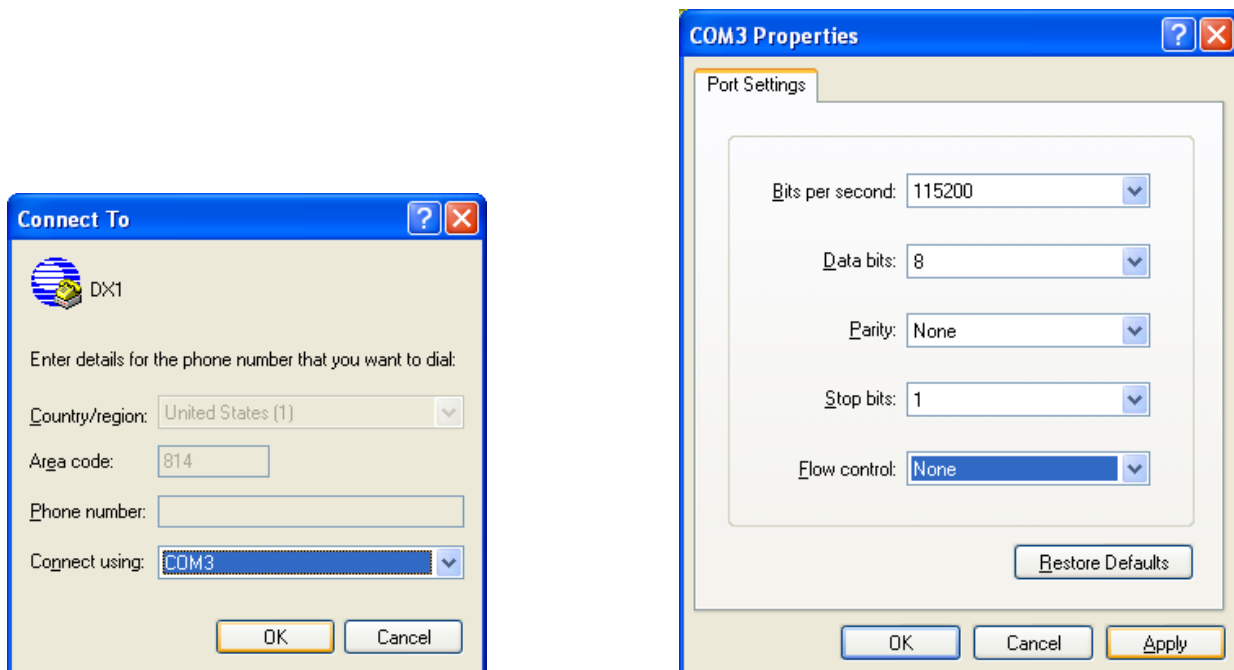 Connect To
DX1
Enter details for the phone number that you want to dial:
Country/region: United States (1)
Area code: 814
Phone number:
Connect using: COM3
OK Cancel
COM3 Properties
Port Settings
Bits per second: 115200
Data bits: 8
Parity: None
Stop bits: 1
Flow control: None
Restore Defaults
OK Cancel Apply